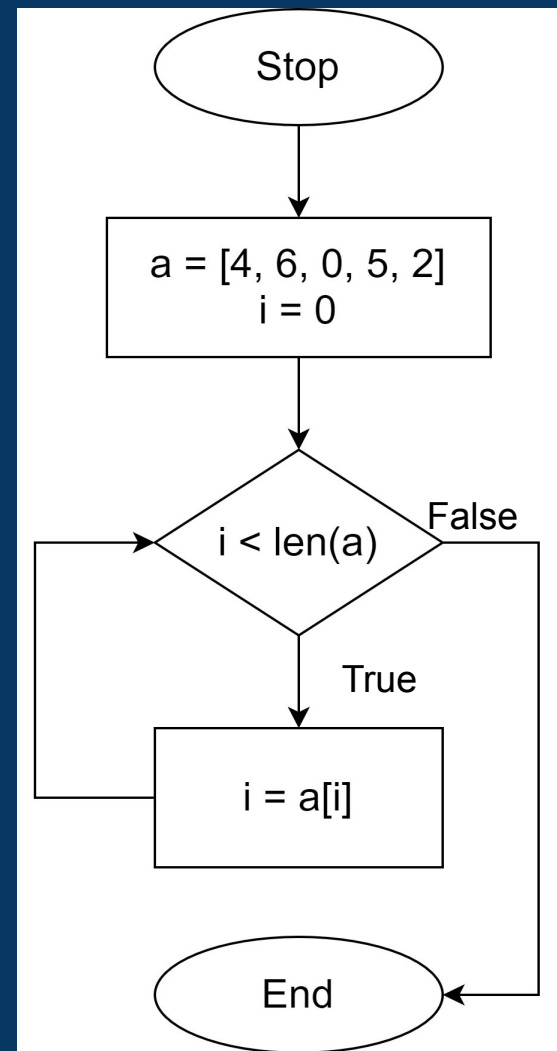 Stop
a = [4, 6, 0, 5, 2]
i = 0
i < len(a)
False
True
i = a[i]
End